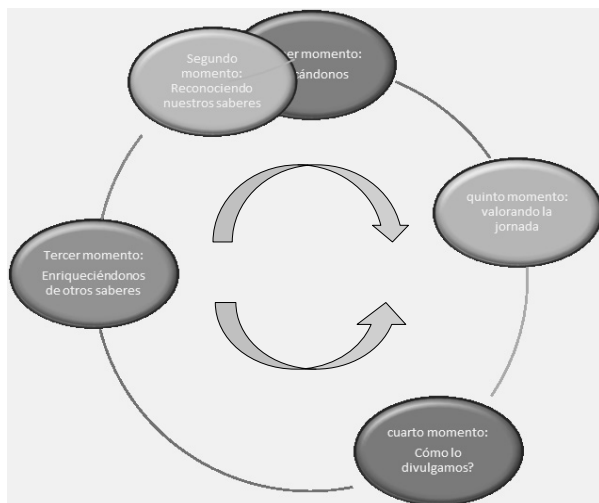 Segundo
momento:
Reconociendo
nuestros saberes
momento:
quinto momento:
valorando la
jornada
Tercer momento:
Enriqueciéndonos
de otros saberes
cuarto momento:
Cómo lo
divulgamos?